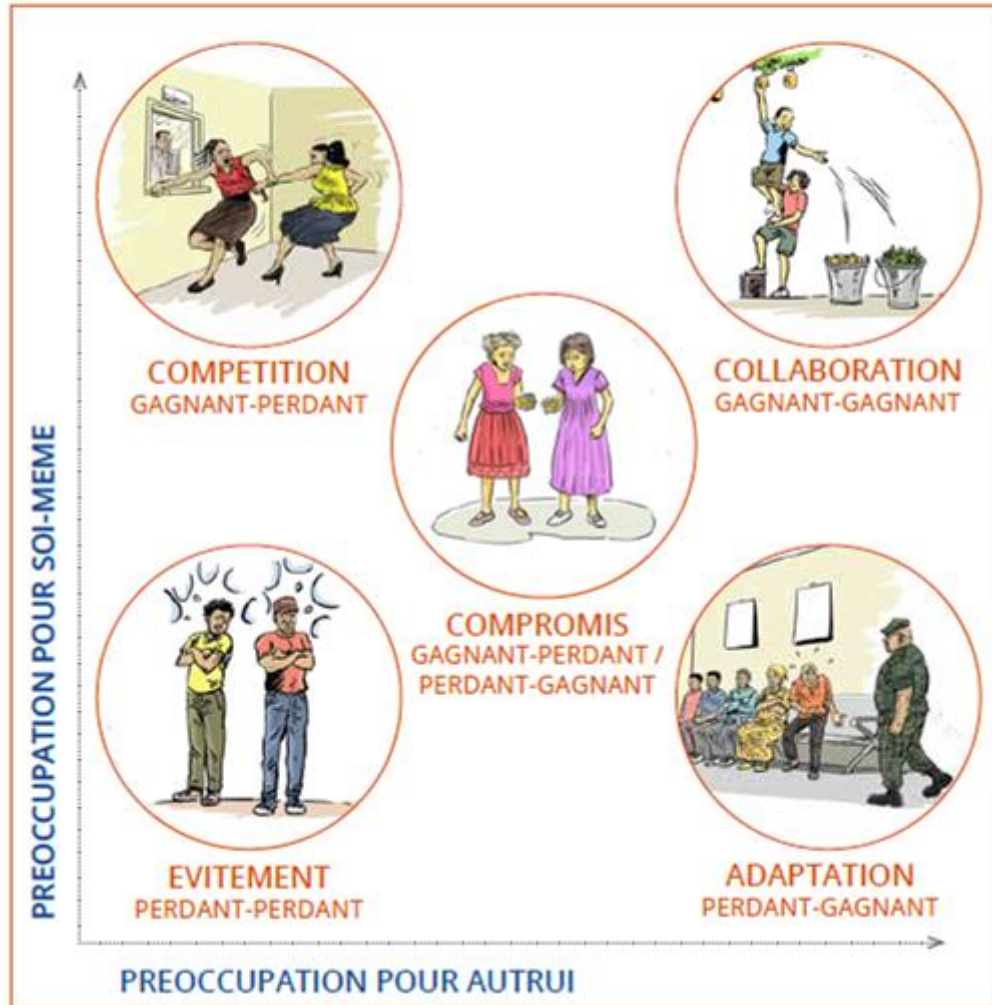 COMPETITION
GAGNANT-PERDANT
COLLABORATION
GAGNANT-GAGNANT
COMPROMIS
GAGNANT-PERDANT /
PERDANT-GAGNANT
EVITEMENT
PERDANT-PERDANT
ADAPTATION
PERDANT-GAGNANT
PREOCCUPATION POUR SOI-MEME
PREOCCUPATION POUR AUTRUI